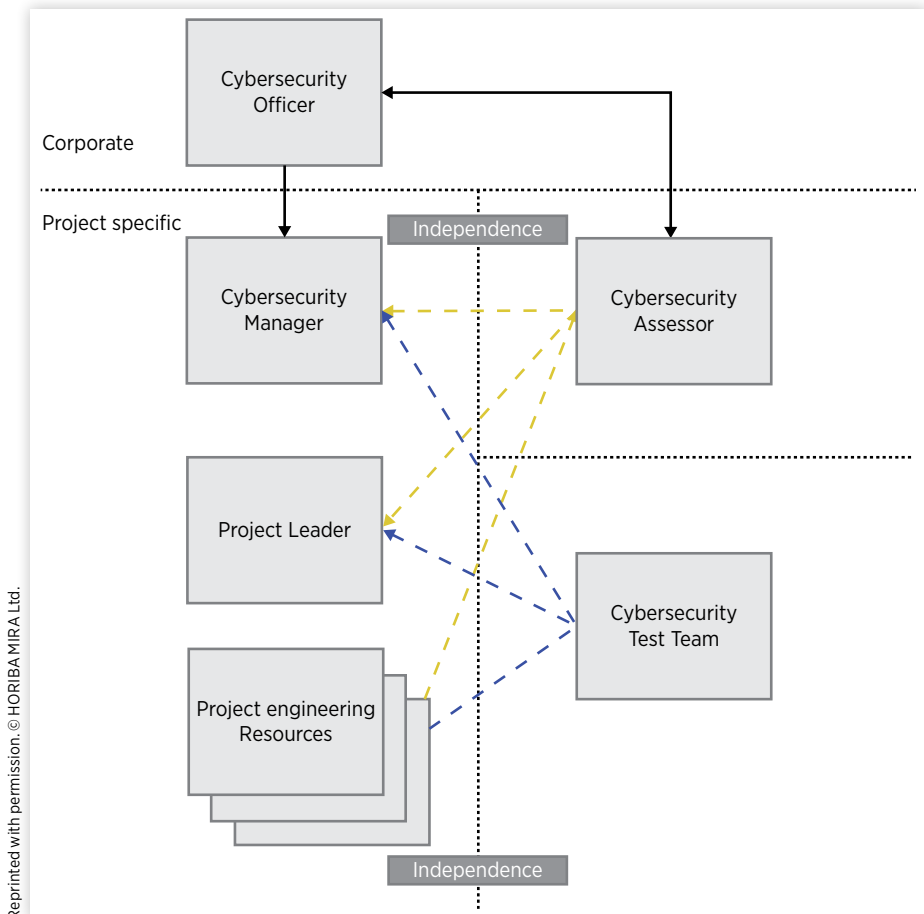 Cybersecurity
Officer
Corporate
Project specific
Independence
Cybersecurity
Manager
Cybersecurity
Assessor
Project Leader
Cybersecurity
Test Team
Project engineering
Resources
Independence
Reprinted with permission. © HORIBA MIRA Ltd.